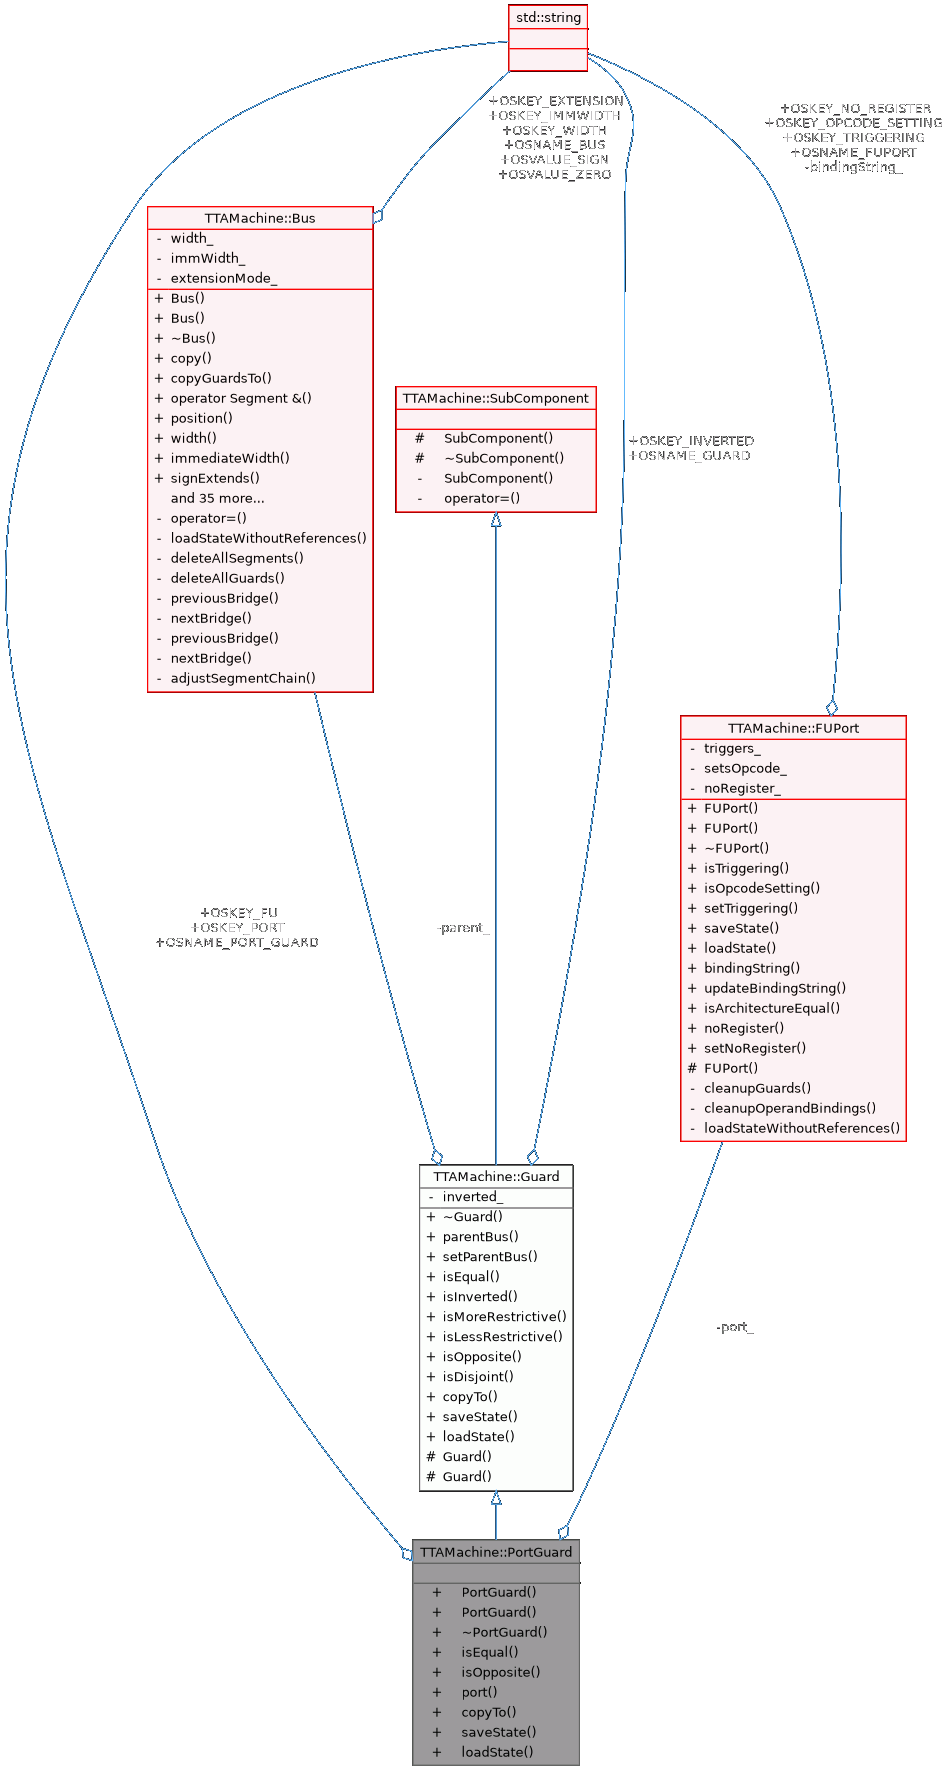 std::string
+OSKEY_EXTENSION
+OSKEY_IMMWIDTH
+OSKEY_WIDTH
+OSNAME_BUS
+OSVALUE_SIGN
+OSVALUE_ZERO
+OSKEY_NO_REGISTER
+OSKEY_OPCODE_SETTING
+OSKEY_TRIGGERING
+OSNAME_FUPORT
-bindingString_
TTAMachine::Bus
- width_
- immWidth_
- extensionMode_
+ Bus()
+ Bus()
+ ~Bus()
+ copy()
+ copyGuardsTo()
+ operator Segment &()
+ position()
+ width()
+ immediateWidth()
+ signExtends()
and 35 more...
- operator=()
- loadStateWithoutReferences()
- deleteAllSegments()
- deleteAllGuards()
- previousBridge()
- nextBridge()
- previousBridge()
- nextBridge()
- adjustSegmentChain()
TTAMachine::SubComponent
# SubComponent()
# ~SubComponent()
- SubComponent()
- operator=()
+OSKEY_INVERTED
+OSNAME_GUARD
TTAMachine::FUPort
- triggers_
- setsOpcode_
- noRegister_
+ FUPort()
+ FUPort()
+ ~FUPort()
+ isTriggering()
+ isOpcodeSetting()
+ setTriggering()
+ saveState()
+ loadState()
+ bindingString()
+ updateBindingString()
+ isArchitectureEqual()
+ noRegister()
+ setNoRegister()
# FUPort()
- cleanupGuards()
- cleanupOperandBindings()
- loadStateWithoutReferences()
+OSKEY_FU
+OSKEY_PORT
+OSNAME_PORT_GUARD
-parent_
TTAMachine::Guard
- inverted_
+ ~Guard()
+ parentBus()
+ setParentBus()
+ isEqual()
+ isInverted()
+ isMoreRestrictive()
+ isLessRestrictive()
+ isOpposite()
+ isDisjoint()
+ copyTo()
+ saveState()
+ loadState()
# Guard()
# Guard()
-port_
TTAMachine::PortGuard
+ PortGuard()
+ PortGuard()
+ ~PortGuard()
+ isEqual()
+ isOpposite()
+ port()
+ copyTo()
+ saveState()
+ loadState()